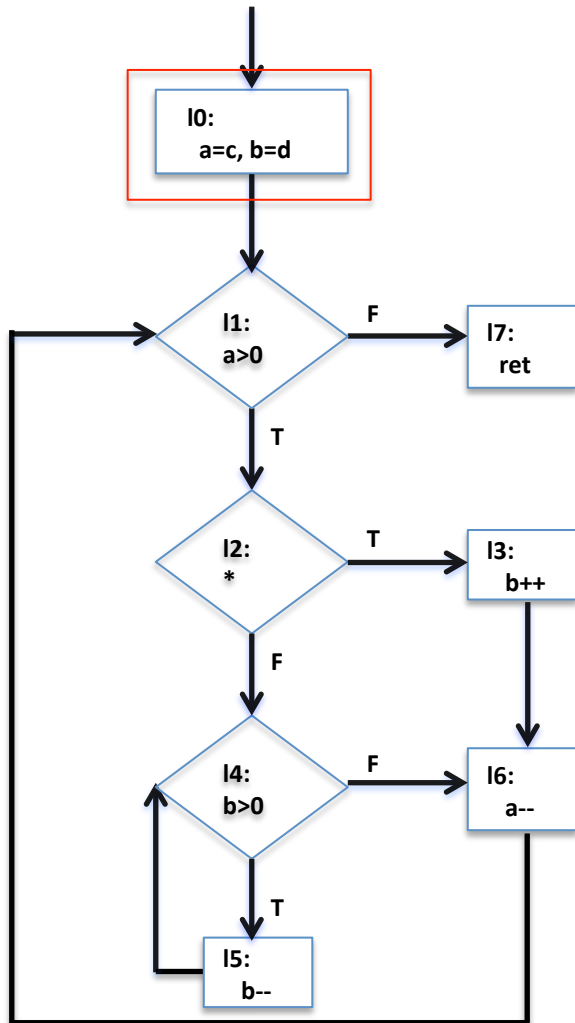 l0:
a=c, b=d
l1:
a>0
F
l7:
ret
T
l2:
*
T
l3:
b++
F
l4:
b>0
F
l6:
a--
T
l5:
b--